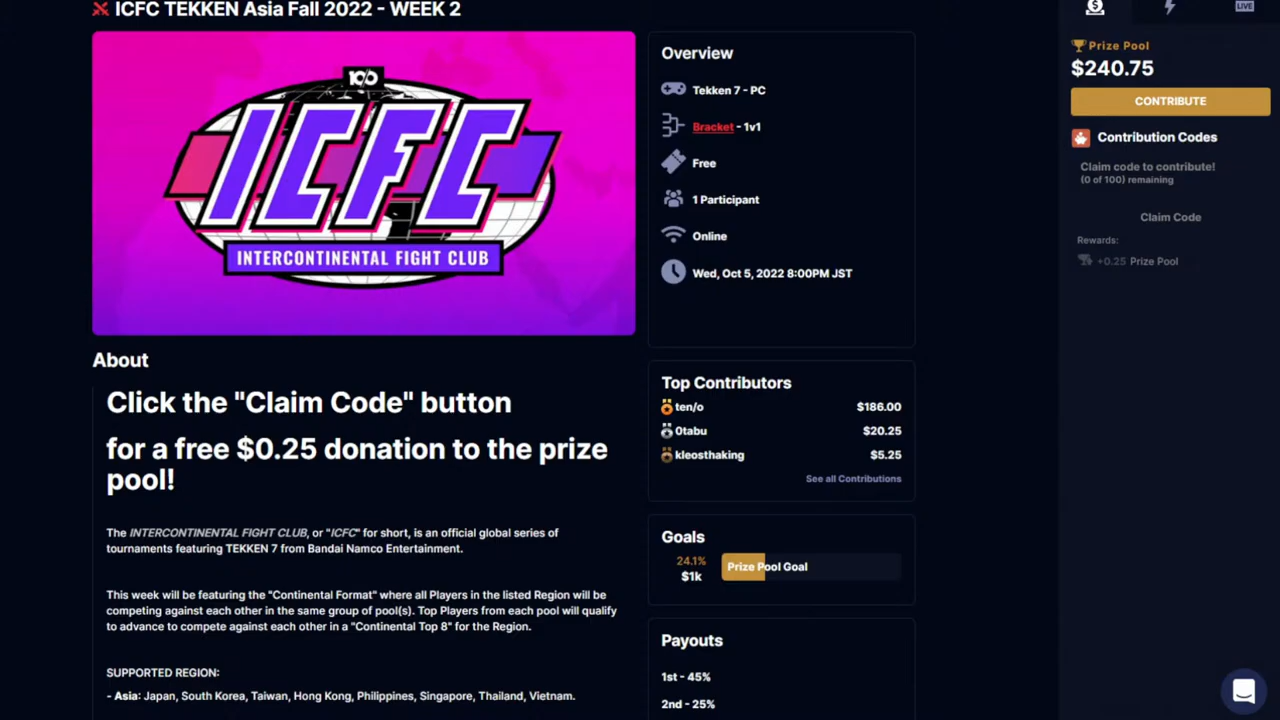 ICFC TEKKEN Asia Fall 2022 - WEEK 2
10/0
ICFC
INTERCONTINENTAL FIGHT CLUB
About
Click the "Claim Code" button
for a free $0.25 donation to the prize
pool!
The INTERCONTINENTAL FIGHT CLUB, or "ICFC" for short, is an official global series of
tournaments featuring TEKKEN 7 from Bandai Namco Entertainment.
This week will be featuring the "Continental Format" where all Players in the listed Region will be
competing against each other in the same group of pool(s). Top Players from each pool will qualify
to advance to compete against each other in a "Continental Top 8" for the Region.
SUPPORTED REGION:
- Asia: Japan, South Korea, Taiwan, Hong Kong, Philippines, Singapore, Thailand, Vietnam.
Overview
Tekken 7 - PC
Bracket - 1v1
Free
1 Participant
Online
Wed, Oct 5, 2022 8:00PM JST
Top Contributors
ten/o $186.00
0tabu $20.25
kleosthaking $5.25
See all Contributions
Goals
24.1%
$1k
Prize Pool Goal
Payouts
1st - 45%
2nd - 25%
LIVE
Prize Pool
$240.75
CONTRIBUTE
Contribution Codes
Claim code to contribute!
(0 of 100) remaining
Claim Code
Rewards:
+0.25 Prize Pool